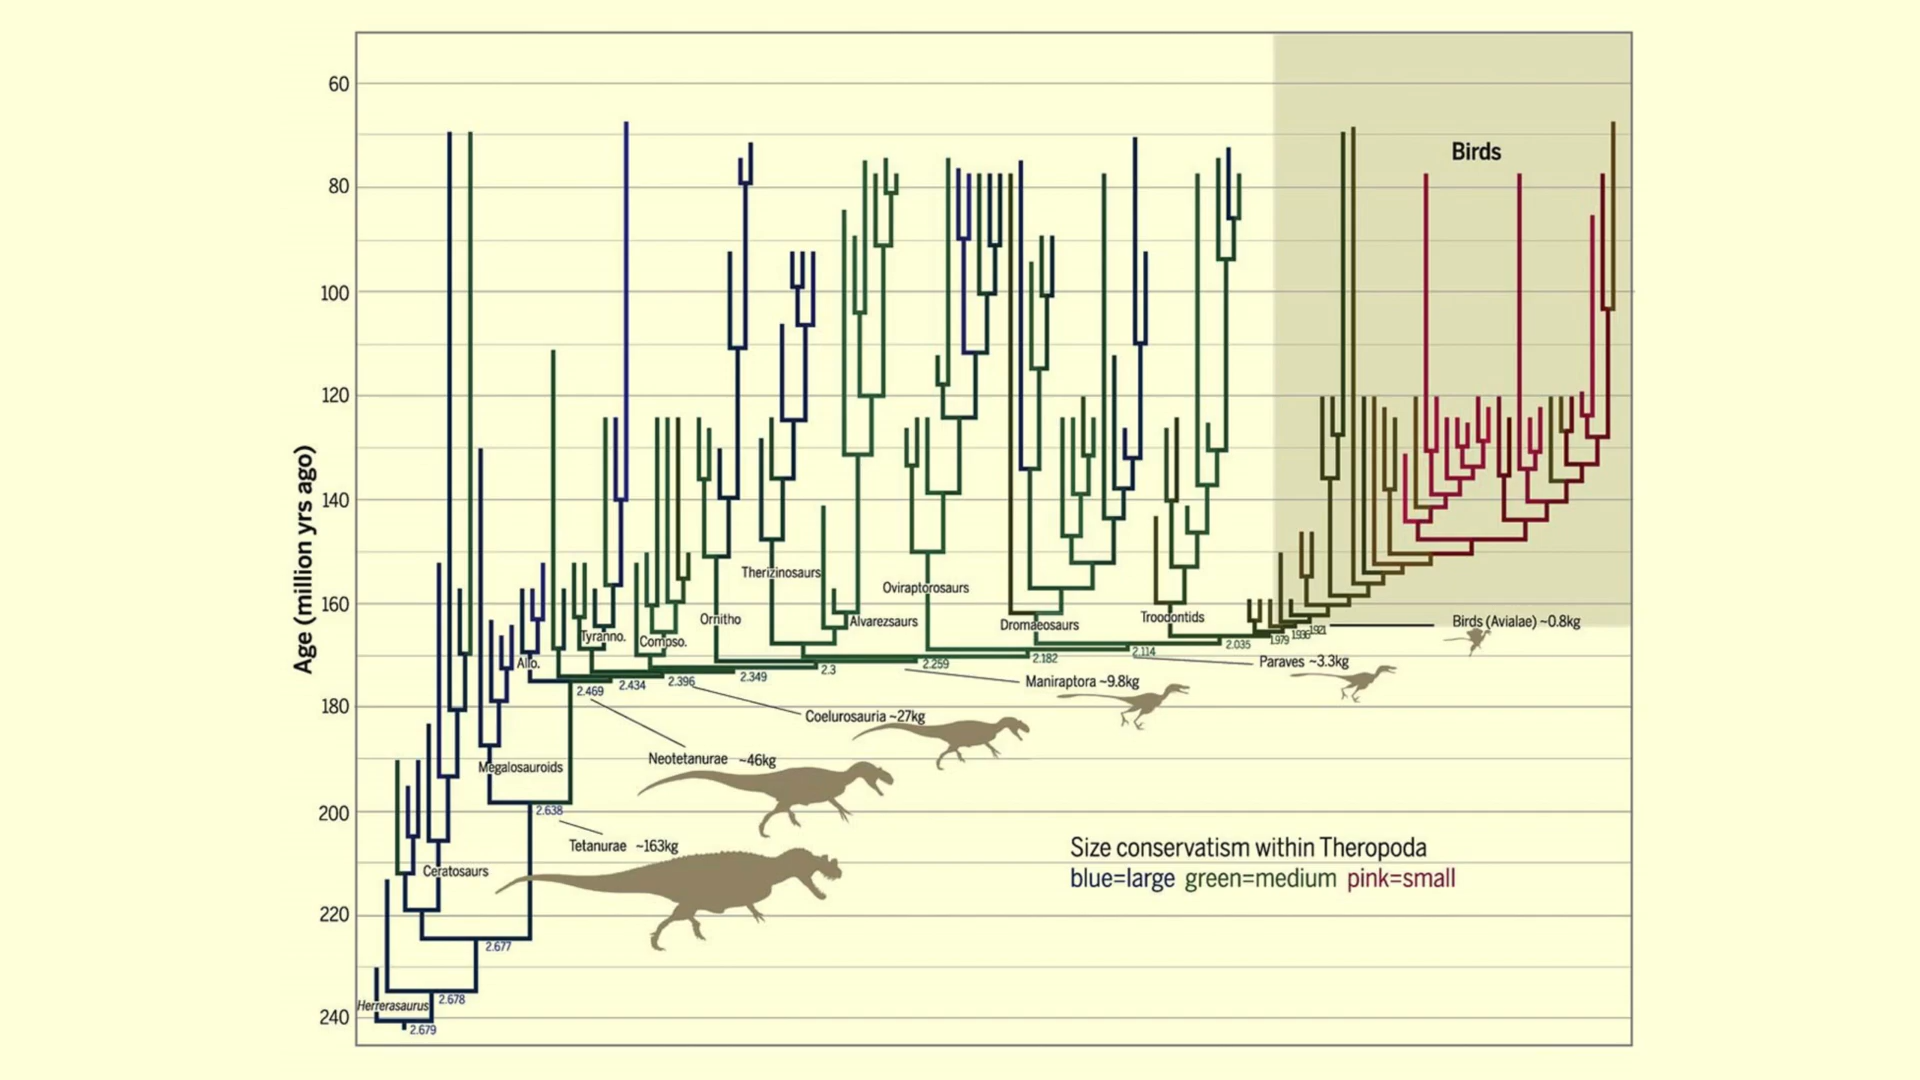 60
Birds
80
100
120
140
Age (million yrs ago)
160
180
200
220
240
Therizinosaurs
Oviraptorosaurs
Ornitho
Alvarezsaurs
Dromaeosaurs
Troodontids
Tyranno.
Compso.
Allo.
Birds (Avialae) ~0.8kg
1.921
1.979
2.035
2.114
2.182
2.259
2.3
2.349
2.396
2.434
2.469
Paraves ~3.3kg
Maniraptora ~9.8kg
Coelurosauria ~27kg
Neotetanurae ~46kg
Megalosauroids
2.638
Tetanurae ~163kg
Size conservatism within Theropoda
blue=large green=medium pink=small
Ceratosaurs
2.677
2.678
Herrerasaurus
2.679